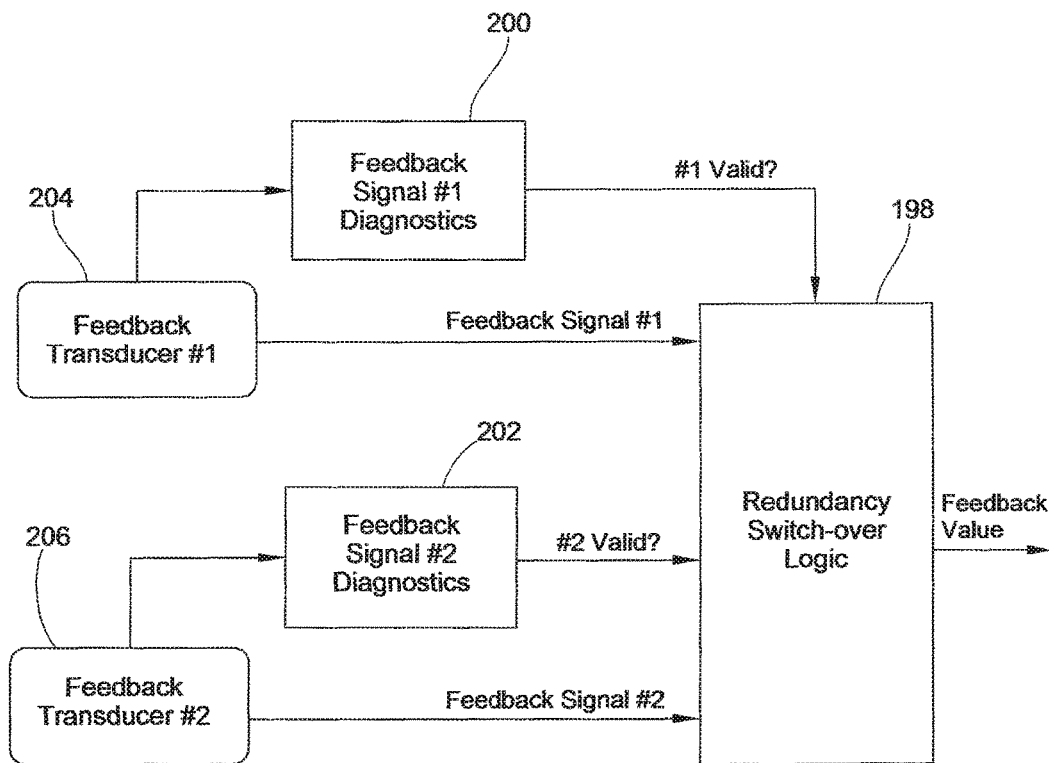 200
Feedback
Signal #1
Diagnostics
#1 Valid?
204
198
Feedback
Transducer #1
Feedback Signal #1
202
Feedback
Signal #2
Diagnostics
#2 Valid?
206
Redundancy
Switch-over
Logic
Feedback
Value
Feedback
Transducer #2
Feedback Signal #2